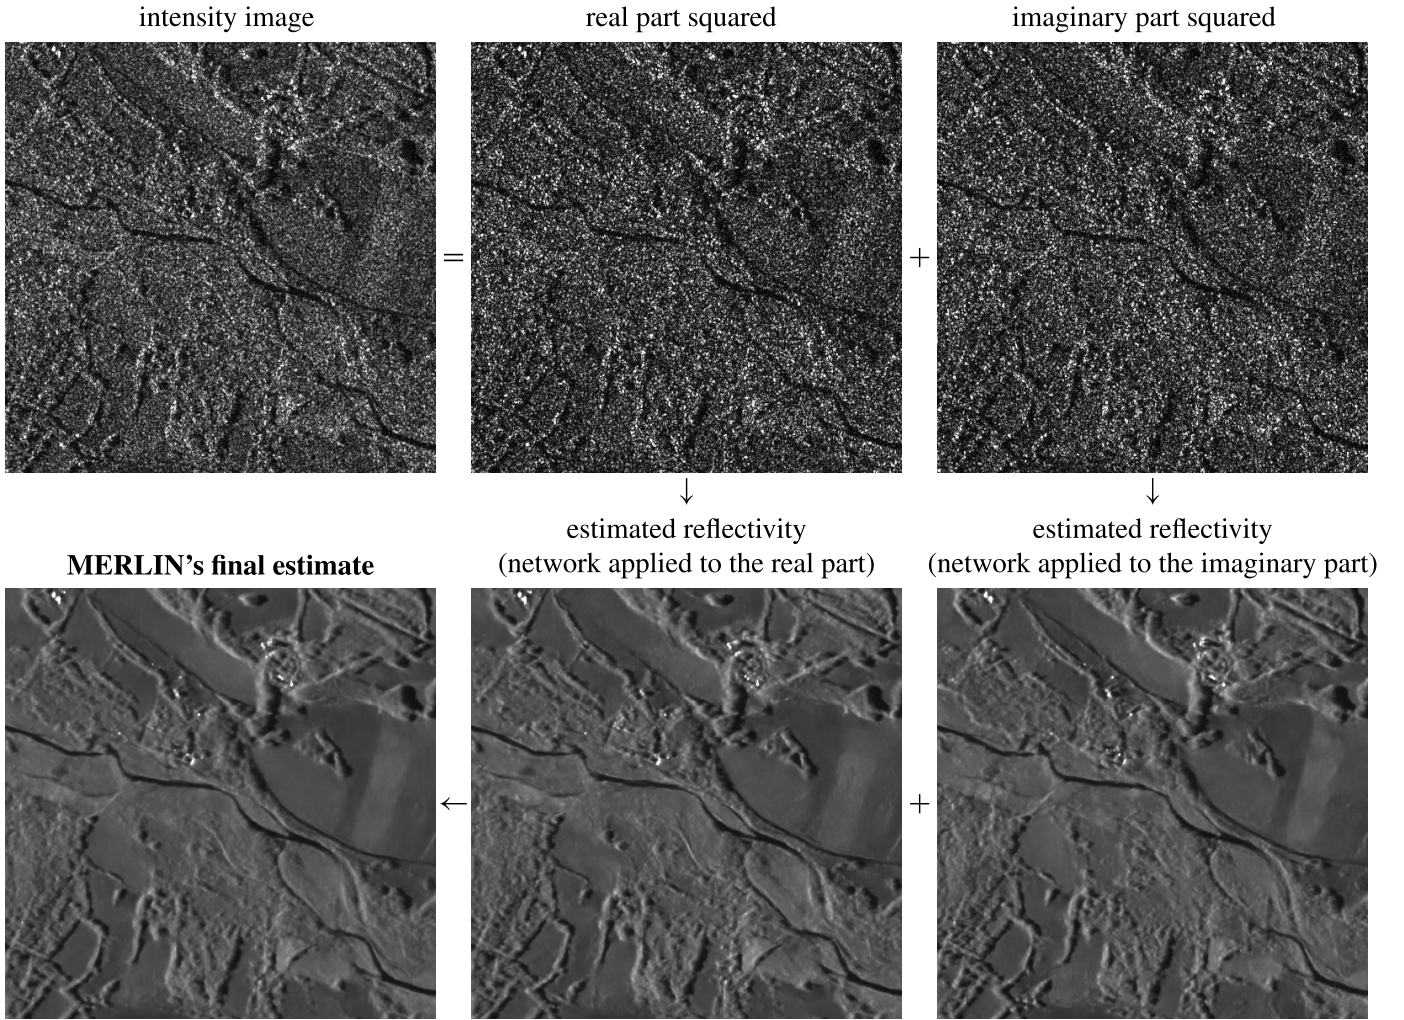 intensity image
real part squared
imaginary part squared
=
+
↓
↓
estimated reflectivity
(network applied to the real part)
estimated reflectivity
(network applied to the imaginary part)
MERLIN’s final estimate
←
+